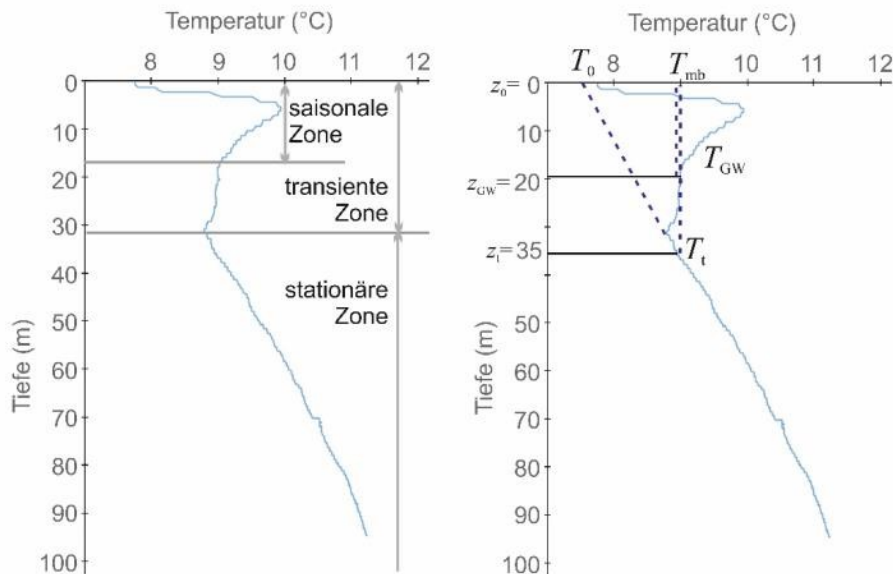 Temperatur (°C)
8 9 10 11 12
0
10
20
30
40
50
60
70
80
90
100
Tiefe (m)
saisonale
Zone
transiente
Zone
stationäre
Zone
Temperatur (°C)
T0 8 9 Tmb 10 11 12
z0= 0
10
TGW
zGW= 20
z1= 35 Tt
50
60
70
80
90
100
Tiefe (m)